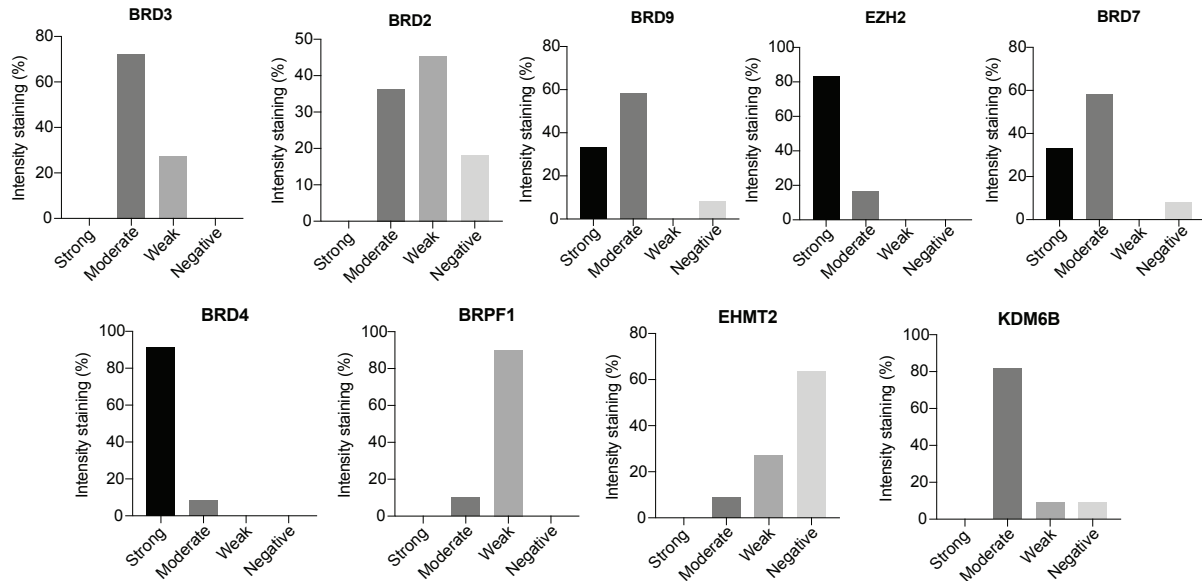 BRD3
Intensity staining (%)
80
60
40
20
0
Strong
Moderate
Weak
Negative
BRD2
Intensity staining (%)
50
40
30
20
10
0
Strong
Moderate
Weak
Negative
BRD9
Intensity staining (%)
80
60
40
20
0
Strong
Moderate
Weak
Negative
EZH2
Intensity staining (%)
100
80
60
40
20
0
Strong
Moderate
Weak
Negative
BRD7
Intensity staining (%)
80
60
40
20
0
Strong
Moderate
Weak
Negative
BRD4
Intensity staining (%)
100
80
60
40
20
0
Strong
Moderate
Weak
Negative
BRPF1
Intensity staining (%)
100
80
60
40
20
0
Strong
Moderate
Weak
Negative
EHMT2
Intensity staining (%)
80
60
40
20
0
Strong
Moderate
Weak
Negative
KDM6B
Intensity staining (%)
100
80
60
40
20
0
Strong
Moderate
Weak
Negative